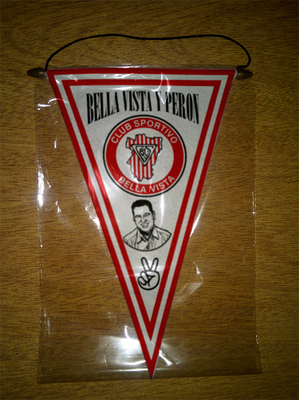 BELLA VISTA Y PERON
CLUB SPORTIVO
BELLA VISTA